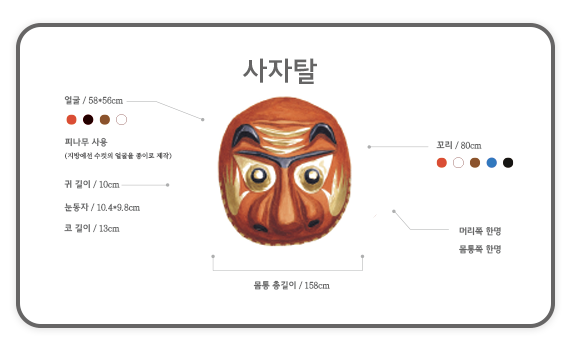 사자탈
얼굴 / 58*56cm
피나무 사용
(지방에선 수컷의 얼굴을 종이로 제작)
귀 길이 / 10cm
눈동자 / 10.4*9.8cm
코 길이 / 13cm
꼬리 / 80cm
머리쪽 한명
몸통쪽 한명
몸통 총길이 / 158cm